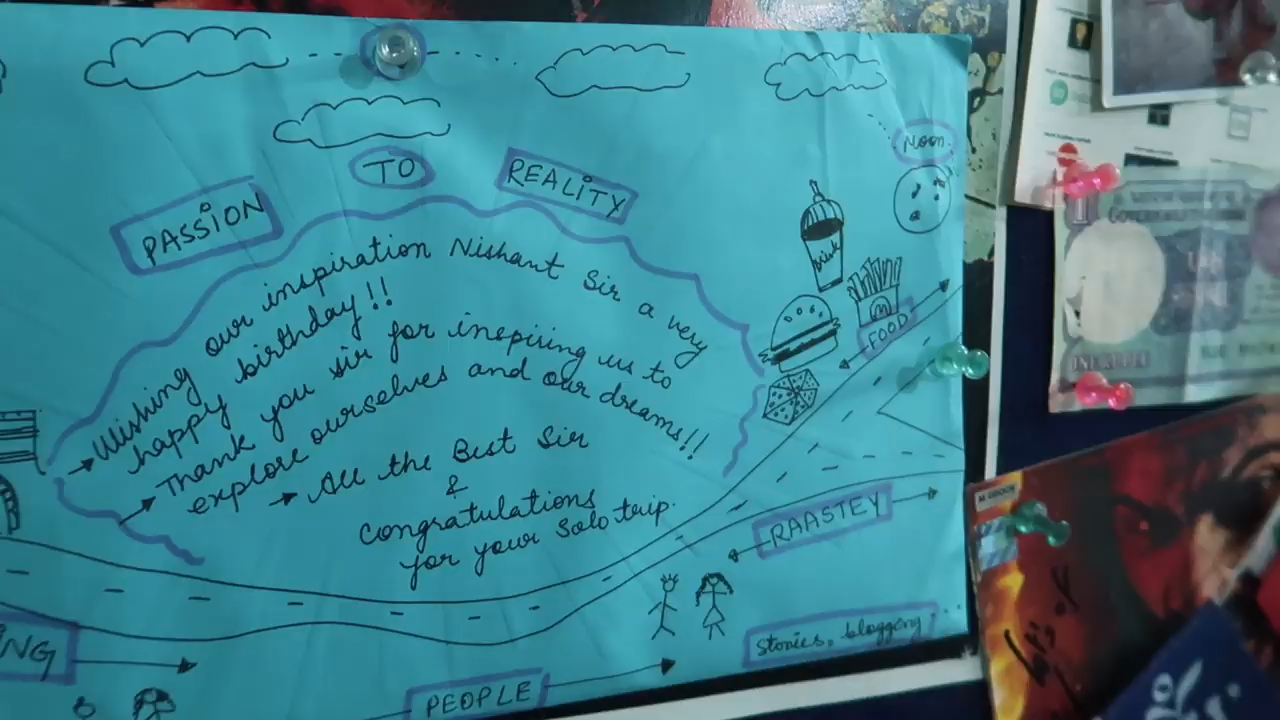 PASSION
TO
REALITY
Noon
Wishing our inspiration Nishant Sir a very
happy birthday!!
Thank you sir for inspiring us to
explore ourselves and our dreams!!
All the Best Sir
&
Congratulations
for your Solo trip.
Drink
M
FOOD
RAASTEY
Stories, blogging
PEOPLE
NG